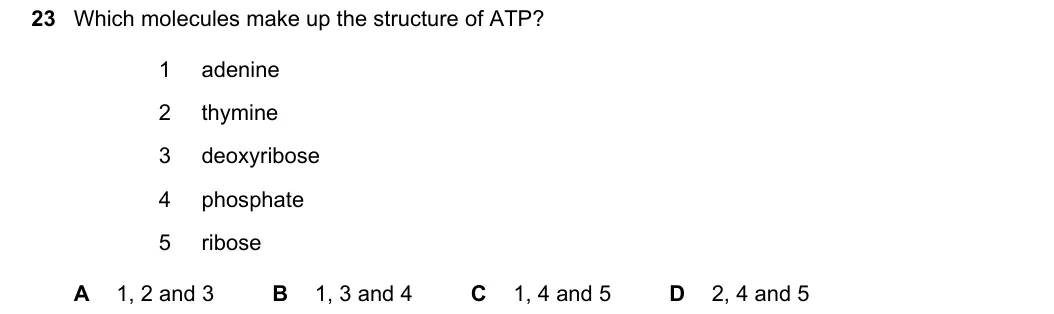 23 Which molecules make up the structure of ATP?
1 adenine
2 thymine
3 deoxyribose
4 phosphate
5 ribose
A 1, 2 and 3 B 1, 3 and 4 C 1, 4 and 5 D 2, 4 and 5